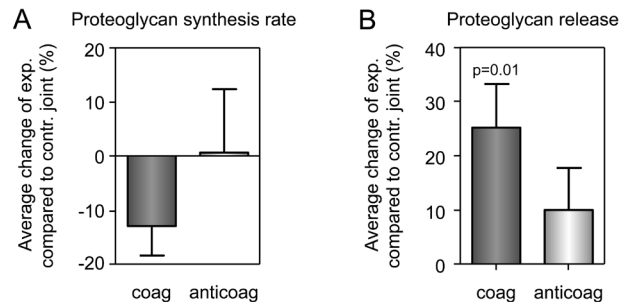 A
Proteoglycan synthesis rate
Average change of exp.
compared to contr. joint (%)
20
10
0
-10
-20
coag
anticoag
B
Proteoglycan release
Average change of exp.
compared to contr. joint (%)
40
30
20
10
0
p=0.01
coag
anticoag